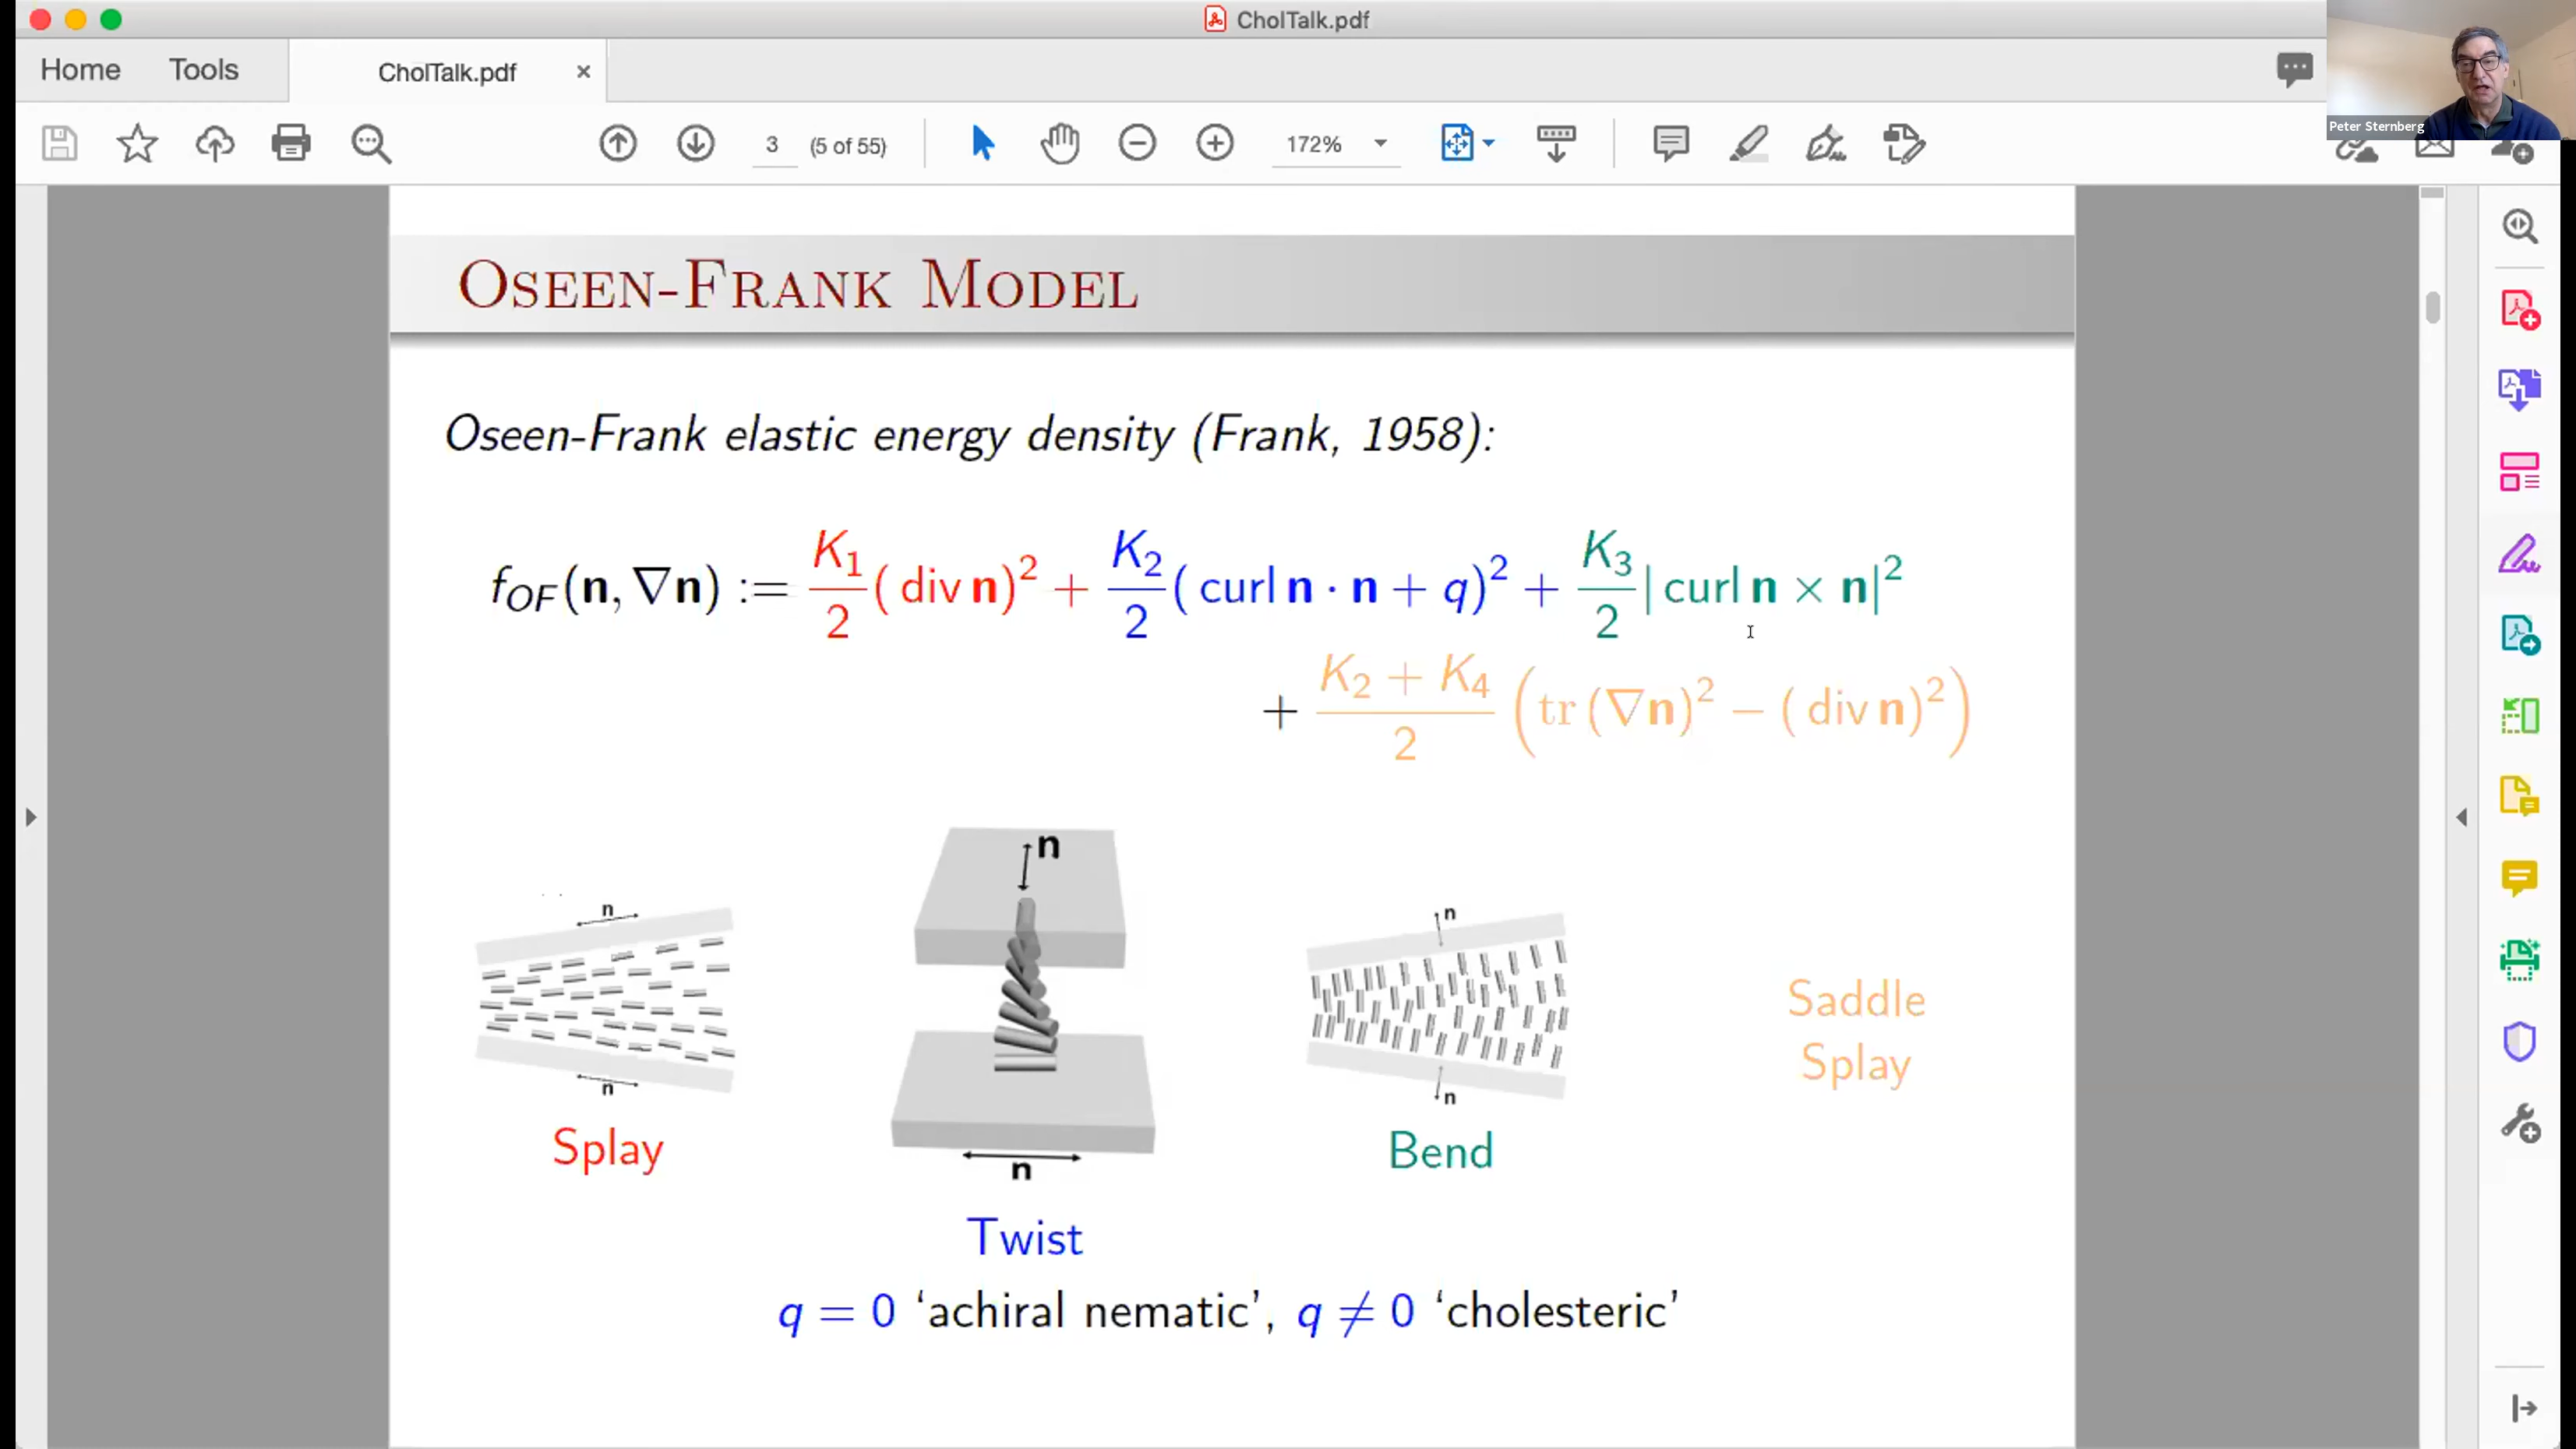 CholTalk.pdf
Home Tools CholTalk.pdf ×
3 (5 of 55) 172%
Peter Sternberg
OSEEN-FRANK MODEL
Oseen-Frank elastic energy density (Frank, 1958):
f_OF(n, ∇n) := K₁/2 ( div n)² + K₂/2 ( curl n · n + q)² + K₃/2 | curl n × n|²
+ K₂ + K₄/2 (tr (∇n)² − ( div n)²)
n
n
n
n
n
n
Saddle
Splay
Splay
Bend
Twist
q = 0 ‘achiral nematic’, q ≠ 0 ‘cholesteric’